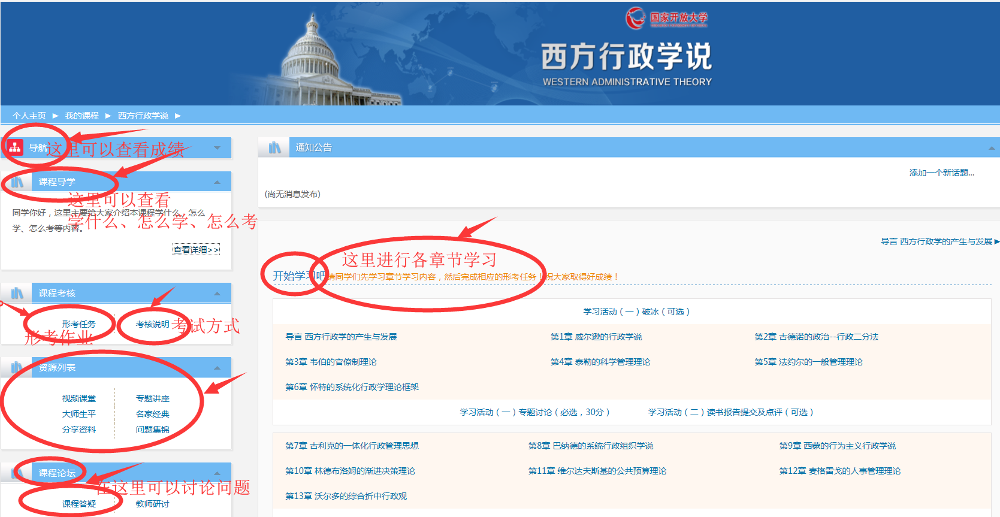 国家开放大学
西方行政学说
WESTERN ADMINISTRATIVE THEORY
个人主页 ► 我的课程 ► 西方行政学说 ►
导航
这里可以查看成绩
课程导学
这里可以查看
学什么、怎么学、怎么考
同学你好，这里主要给大家介绍本课程学什么、怎么
学、怎么考等内容。
查看详细>>
课程考核
形考任务 考核说明
形考作业
考试方式
资源列表
视频课堂 专题讲座
大师生平 名家经典
分享资料 问题集锦
课程论坛
在这里可以讨论问题
课程答疑 教师研讨
通知公告
添加一个新话题...
(尚无消息发布)
导言 西方行政学的产生与发展►
这里进行各章节学习
开始学习吧 请同学们先学习章节学习内容，然后完成相应的形考任务！祝大家取得好成绩！
学习活动（一）破冰（可选）
导言 西方行政学的产生与发展 第1章 威尔逊的行政学说 第2章 古德诺的政治--行政二分法
第3章 韦伯的官僚制理论 第4章 泰勒的科学管理理论 第5章 法约尔的一般管理理论
第6章 怀特的系统化行政学理论框架
学习活动（一）专题讨论（必选，30分） 学习活动（二）读书报告提交及点评（可选）
第7章 古利克的一体化行政管理思想 第8章 巴纳德的系统行政组织学说 第9章 西蒙的行为主义行政学说
第10章 林德布洛姆的渐进决策理论 第11章 维尔达夫斯基的公共预算理论 第12章 麦格雷戈的人事管理理论
第13章 沃尔多的综合折中行政观